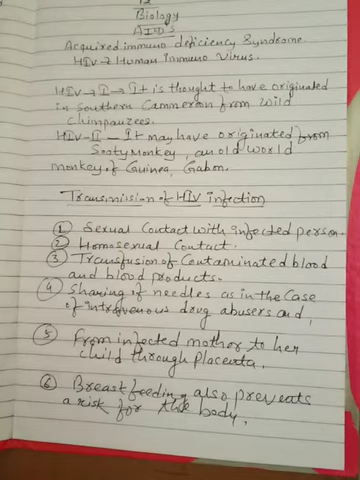 12
Biology
AIDS
Acquired immuno deficiency Syndrome
HIV → Human Immuno Virus.
HIV → I → It is thought to have originated
in Southern Cammeron from Wild
Chimpanzees.
HIV - II — It may have originated from
Sooty Monkey, an old World
monkey of Guinea, Gabon.
Transmission of HIV infection
① Sexual Contact with infected person.
② Homosexual Contact.
③ Transfusion of Contaminated blood
and blood products.
④ Sharing of needles as in the Case
of intravenous drug abusers and,
⑤ From infected mother to her
child through Placenta.
⑥ Breast feeding also prevents
a risk for the body.